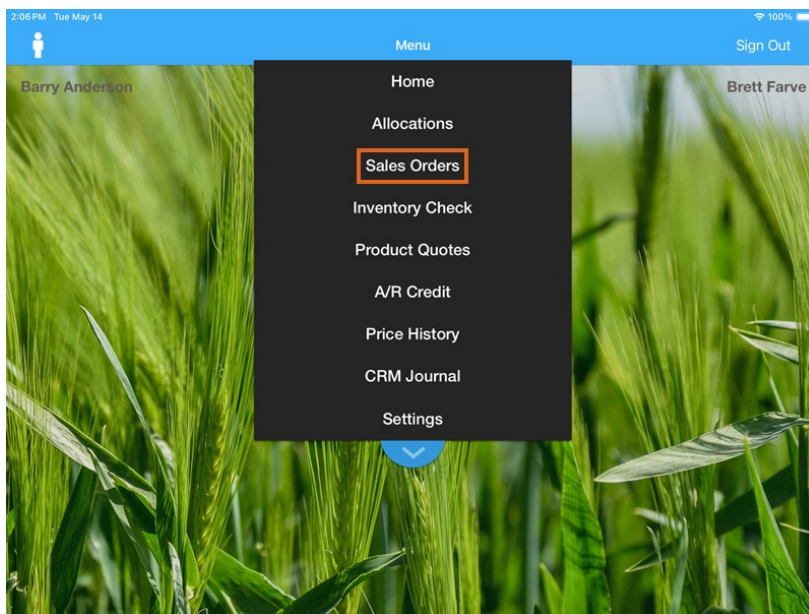 2:06 PM Tue May 14
100%
Menu
Sign Out
Barry Anderson
Brett Farve
Home
Allocations
Sales Orders
Inventory Check
Product Quotes
A/R Credit
Price History
CRM Journal
Settings